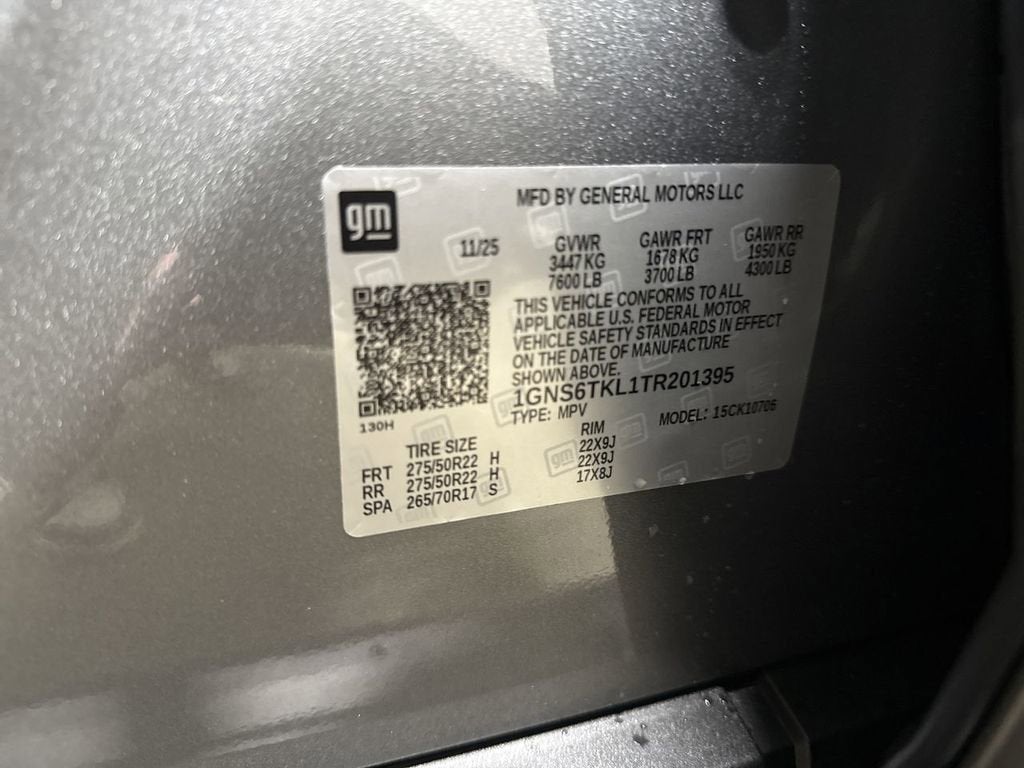 gm
MFD BY GENERAL MOTORS LLC
11/25
GVWR GAWR FRT GAWR RR
3447 KG 1678 KG 1950 KG
7600 LB 3700 LB 4300 LB
THIS VEHICLE CONFORMS TO ALL
APPLICABLE U.S. FEDERAL MOTOR
VEHICLE SAFETY STANDARDS IN EFFECT
ON THE DATE OF MANUFACTURE
SHOWN ABOVE.
1GNS6TKL1TR201395
TYPE: MPV MODEL: 15CK10706
130H
TIRE SIZE RIM
FRT 275/50R22 H 22X9J
RR 275/50R22 H 22X9J
SPA 265/70R17 S 17X8J